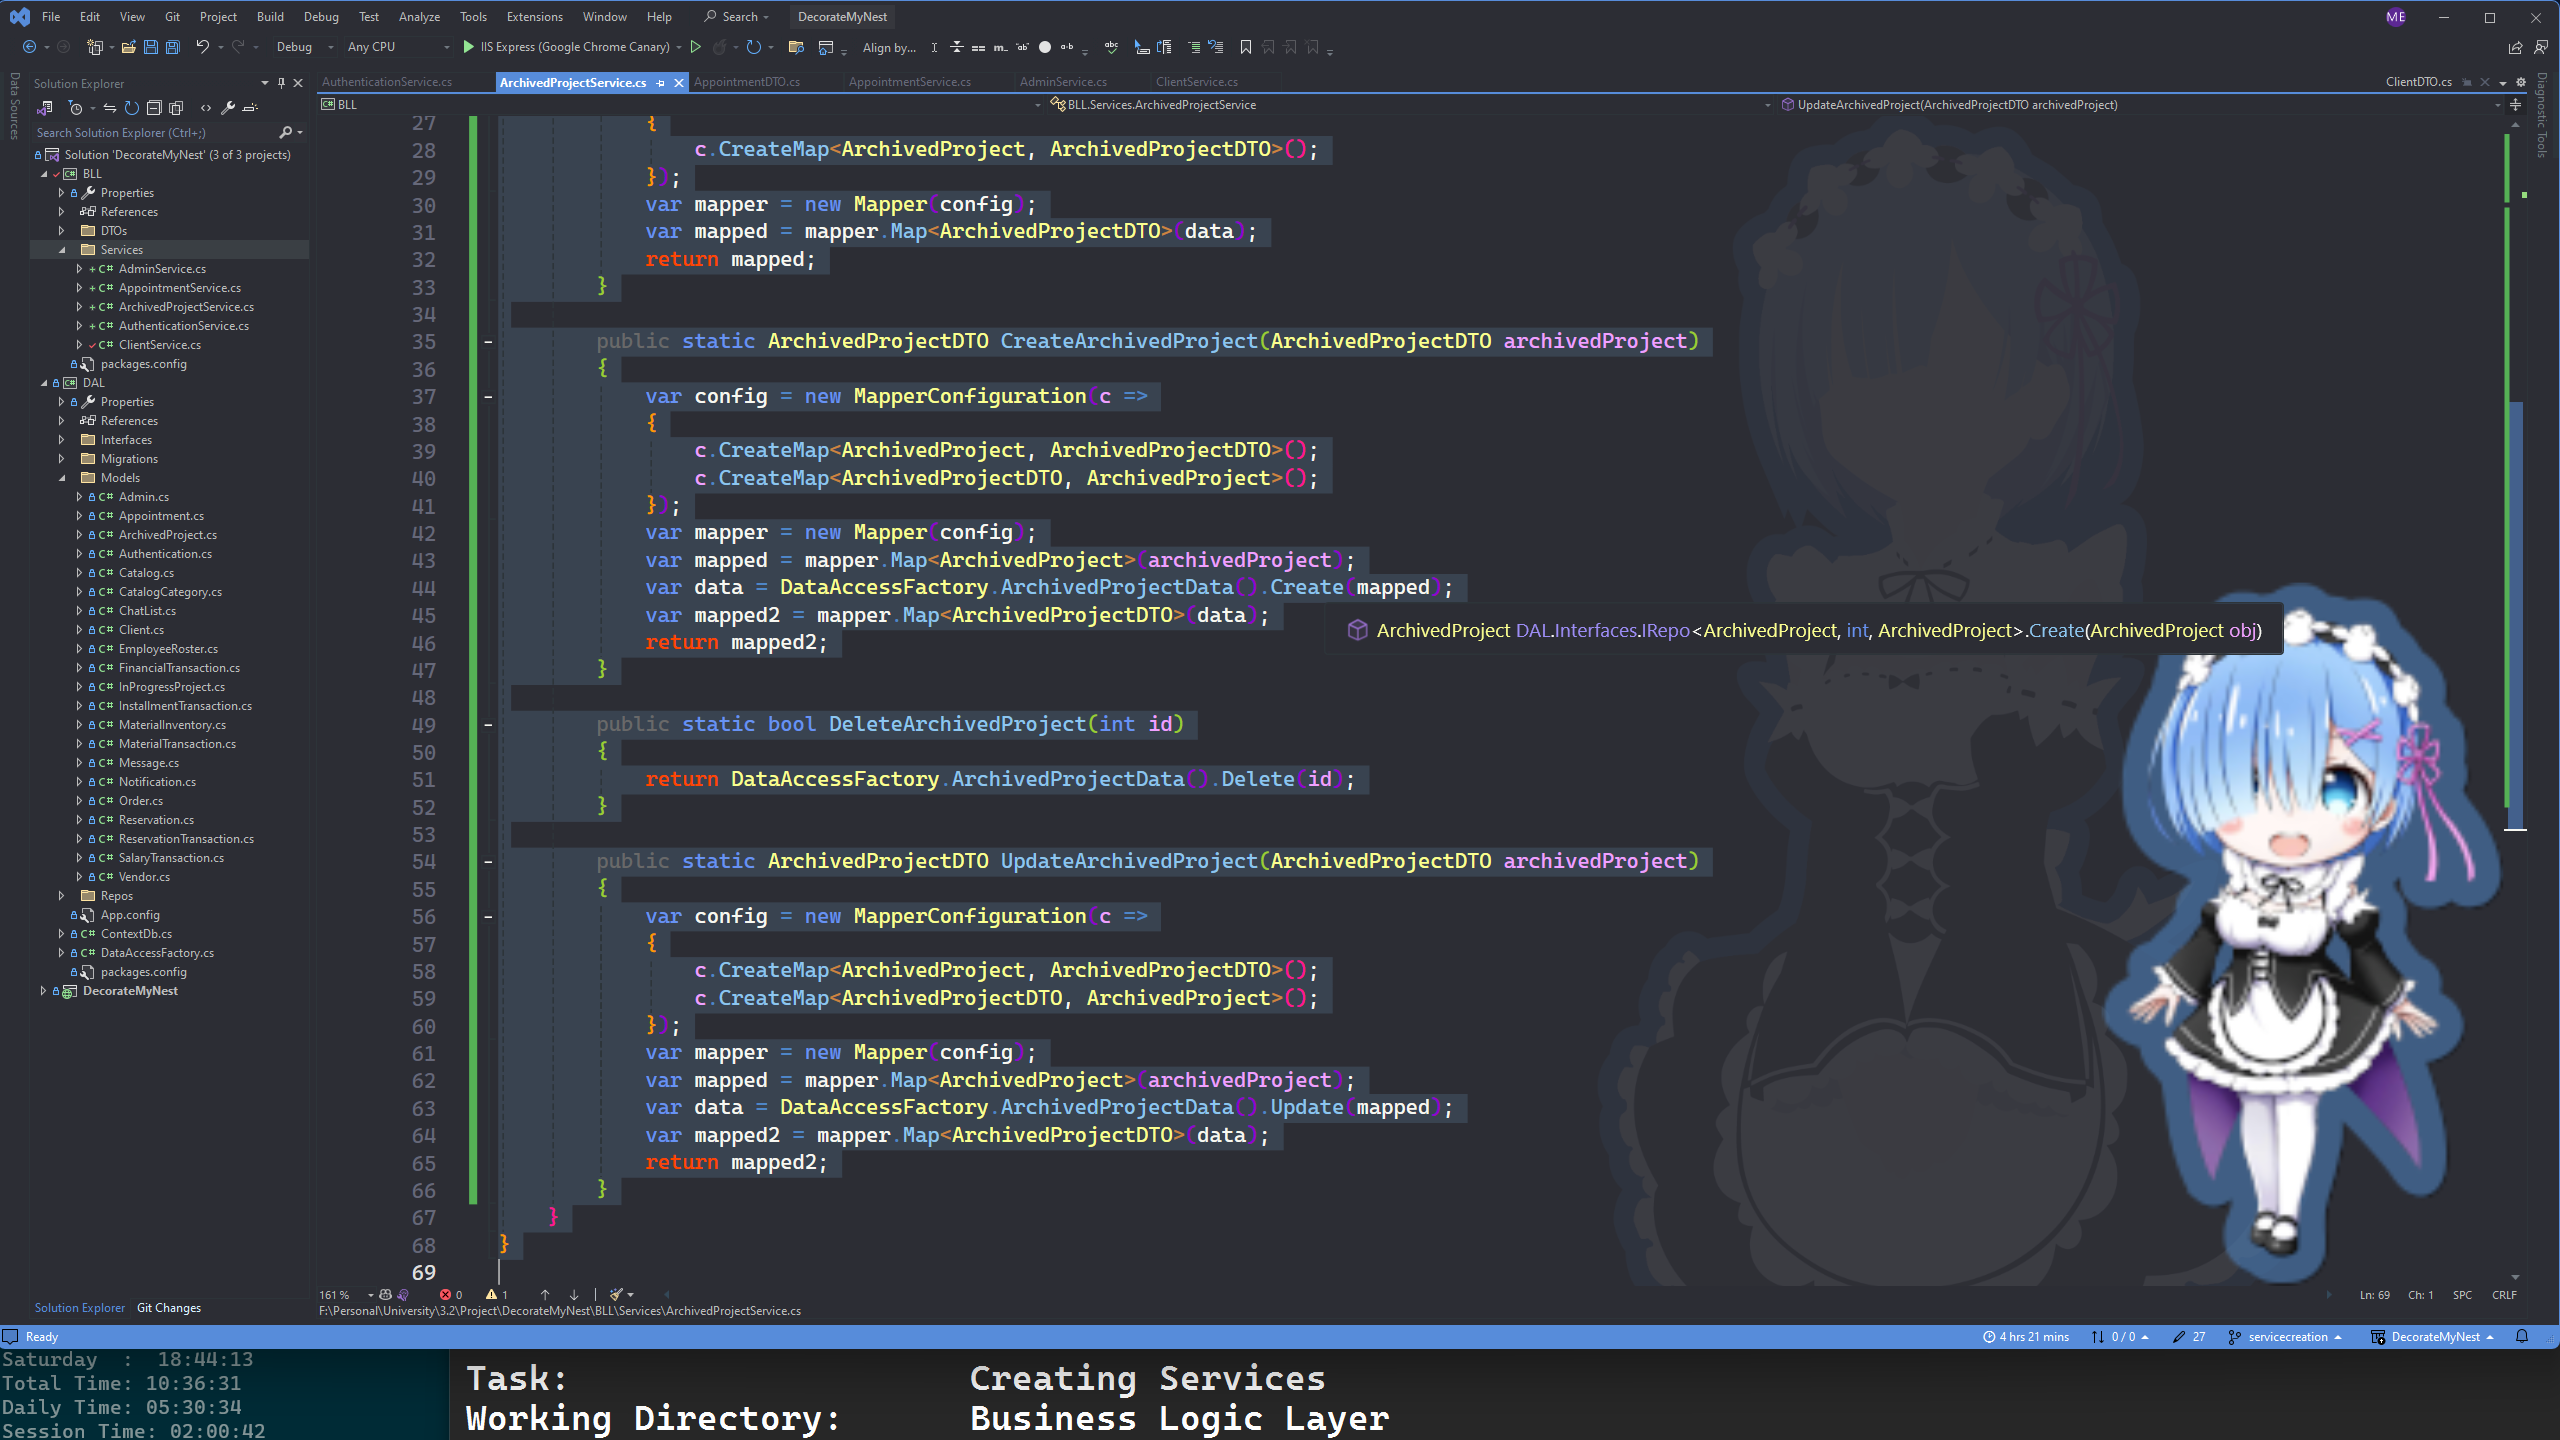 File Edit View Git Project Build Debug Test Analyze Tools Extensions Window Help Search DecorateMyNest ME
Debug Any CPU IIS Express (Google Chrome Canary) Align by...
Data Sources
Solution Explorer
Search Solution Explorer (Ctrl+;)
Solution 'DecorateMyNest' (3 of 3 projects)
BLL
Properties
References
DTOs
Services
AdminService.cs
AppointmentService.cs
ArchivedProjectService.cs
AuthenticationService.cs
ClientService.cs
packages.config
DAL
Properties
References
Interfaces
Migrations
Models
Admin.cs
Appointment.cs
ArchivedProject.cs
Authentication.cs
Catalog.cs
CatalogCategory.cs
ChatList.cs
Client.cs
EmployeeRoster.cs
FinancialTransaction.cs
InProgressProject.cs
InstallmentTransaction.cs
MaterialInventory.cs
MaterialTransaction.cs
Message.cs
Notification.cs
Order.cs
Reservation.cs
ReservationTransaction.cs
SalaryTransaction.cs
Vendor.cs
Repos
App.config
ContextDb.cs
DataAccessFactory.cs
packages.config
DecorateMyNest
Solution Explorer Git Changes
AuthenticationService.cs ArchivedProjectService.cs AppointmentDTO.cs AppointmentService.cs AdminService.cs ClientService.cs ClientDTO.cs
BLL BLL.Services.ArchivedProjectService UpdateArchivedProject(ArchivedProjectDTO archivedProject)
Diagnostic Tools
27 {
28 c.CreateMap<ArchivedProject, ArchivedProjectDTO>();
29 });
30 var mapper = new Mapper(config);
31 var mapped = mapper.Map<ArchivedProjectDTO>(data);
32 return mapped;
33 }
34
35 public static ArchivedProjectDTO CreateArchivedProject(ArchivedProjectDTO archivedProject)
36 {
37 var config = new MapperConfiguration(c =>
38 {
39 c.CreateMap<ArchivedProject, ArchivedProjectDTO>();
40 c.CreateMap<ArchivedProjectDTO, ArchivedProject>();
41 });
42 var mapper = new Mapper(config);
43 var mapped = mapper.Map<ArchivedProject>(archivedProject);
44 var data = DataAccessFactory.ArchivedProjectData().Create(mapped);
45 var mapped2 = mapper.Map<ArchivedProjectDTO>(data);
ArchivedProject DAL.Interfaces.IRepo<ArchivedProject, int, ArchivedProject>.Create(ArchivedProject obj)
46 return mapped2;
47 }
48
49 public static bool DeleteArchivedProject(int id)
50 {
51 return DataAccessFactory.ArchivedProjectData().Delete(id);
52 }
53
54 public static ArchivedProjectDTO UpdateArchivedProject(ArchivedProjectDTO archivedProject)
55 {
56 var config = new MapperConfiguration(c =>
57 {
58 c.CreateMap<ArchivedProject, ArchivedProjectDTO>();
59 c.CreateMap<ArchivedProjectDTO, ArchivedProject>();
60 });
61 var mapper = new Mapper(config);
62 var mapped = mapper.Map<ArchivedProject>(archivedProject);
63 var data = DataAccessFactory.ArchivedProjectData().Update(mapped);
64 var mapped2 = mapper.Map<ArchivedProjectDTO>(data);
65 return mapped2;
66 }
67 }
68 }
69
161 % 0 1 Ln: 69 Ch: 1 SPC CRLF
F:\Personal\University\3.2\Project\DecorateMyNest\BLL\Services\ArchivedProjectService.cs
Ready 4 hrs 21 mins 0 / 0 27 servicecreation DecorateMyNest
Saturday : 18:44:13
Total Time: 10:36:31
Daily Time: 05:30:34
Session Time: 02:00:42
Task: Creating Services
Working Directory: Business Logic Layer